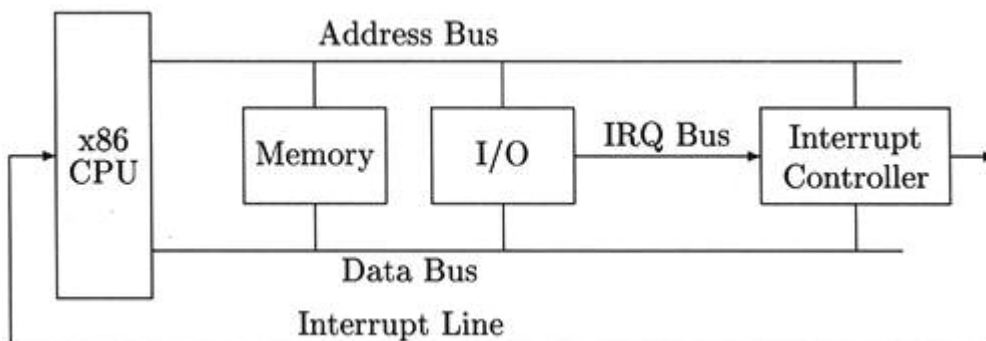 Address Bus
x86
CPU
Memory
I/O
IRQ Bus
Interrupt
Controller
Data Bus
Interrupt Line